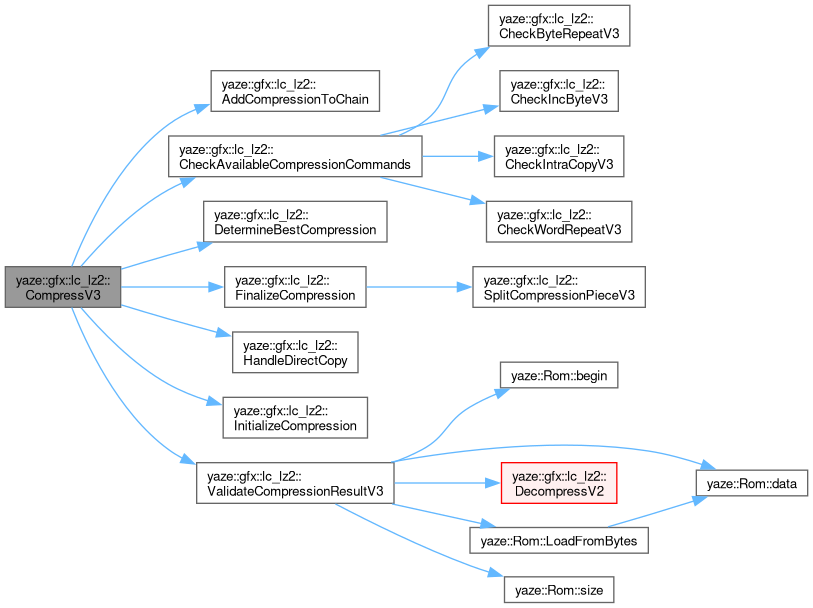 yaze::gfx::lc_lz2::
CompressV3
yaze::gfx::lc_lz2::
AddCompressionToChain
yaze::gfx::lc_lz2::
CheckAvailableCompressionCommands
yaze::gfx::lc_lz2::
CheckByteRepeatV3
yaze::gfx::lc_lz2::
CheckIncByteV3
yaze::gfx::lc_lz2::
CheckIntraCopyV3
yaze::gfx::lc_lz2::
CheckWordRepeatV3
yaze::gfx::lc_lz2::
DetermineBestCompression
yaze::gfx::lc_lz2::
FinalizeCompression
yaze::gfx::lc_lz2::
SplitCompressionPieceV3
yaze::gfx::lc_lz2::
HandleDirectCopy
yaze::gfx::lc_lz2::
InitializeCompression
yaze::gfx::lc_lz2::
ValidateCompressionResultV3
yaze::Rom::begin
yaze::Rom::data
yaze::gfx::lc_lz2::
DecompressV2
yaze::Rom::LoadFromBytes
yaze::Rom::size